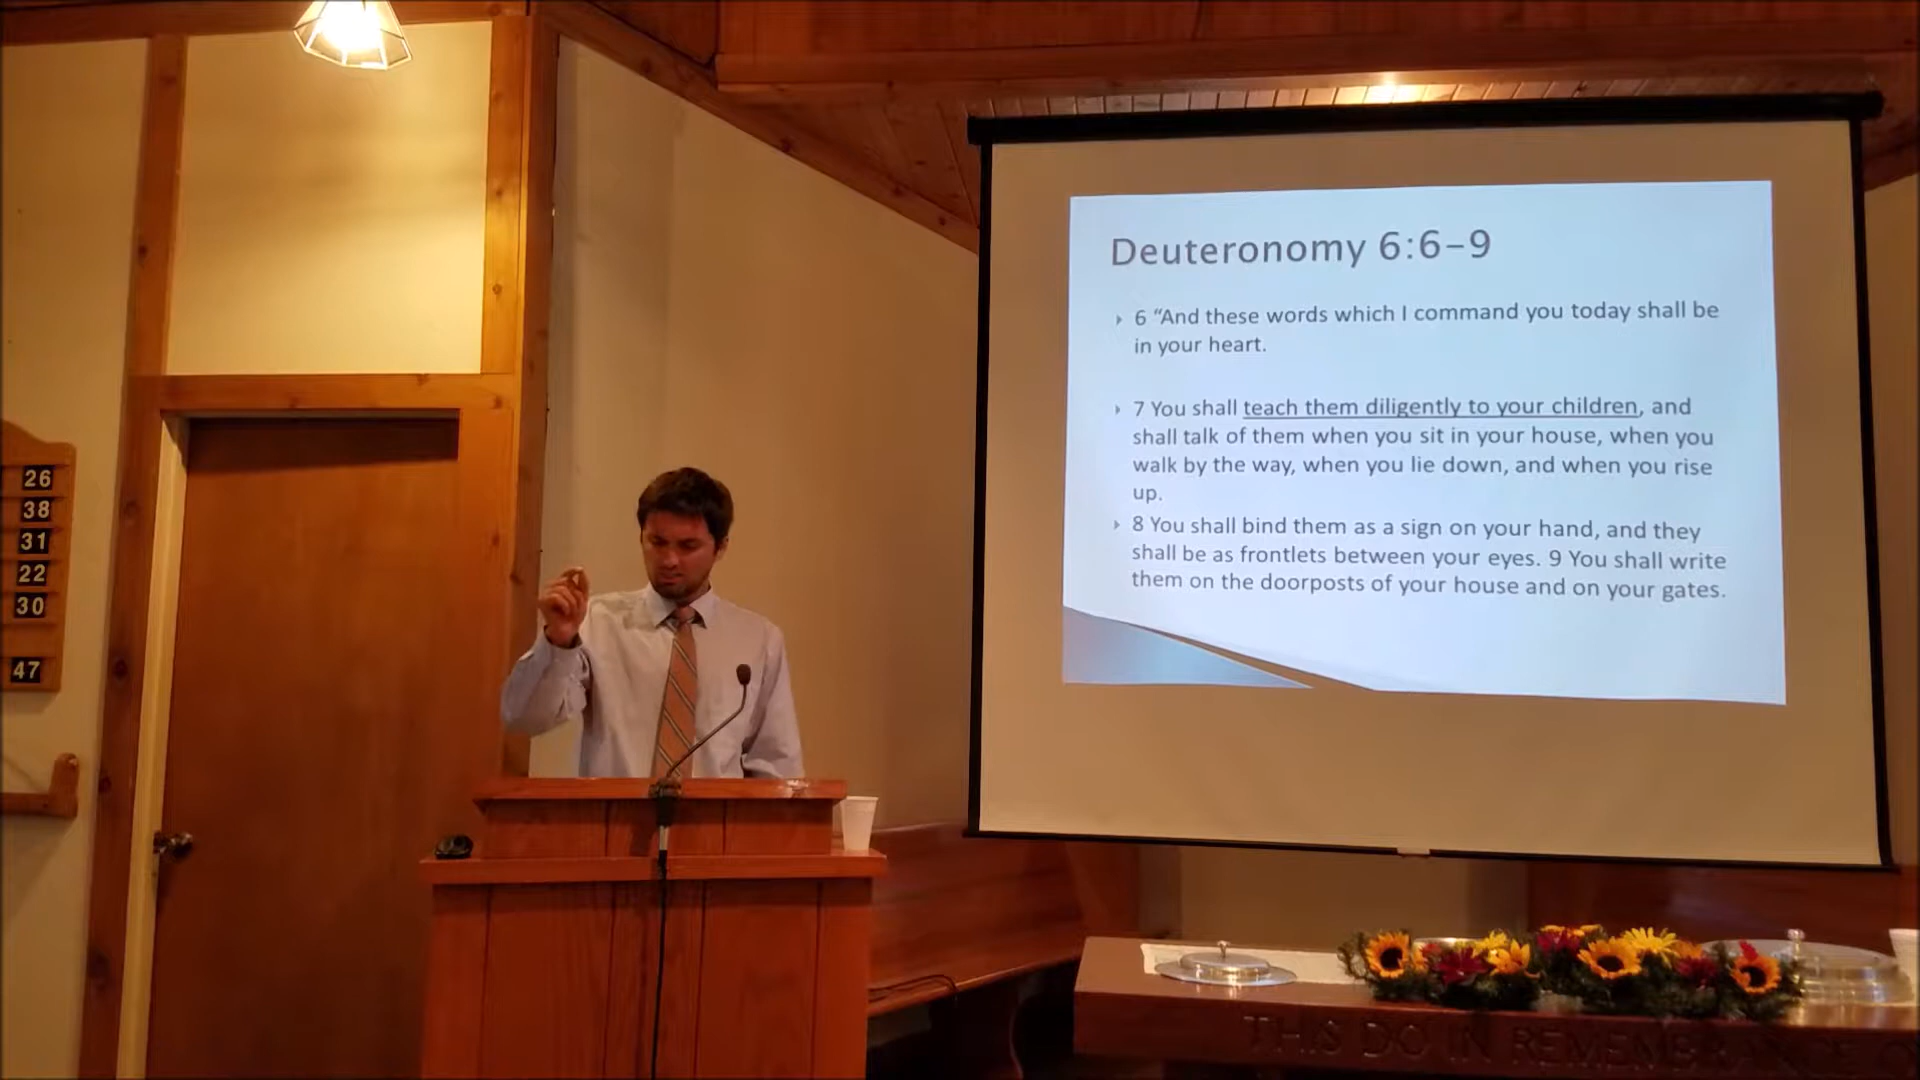 26
38
31
22
30
47
Deuteronomy 6:6–9
6 “And these words which I command you today shall be
in your heart.
7 You shall teach them diligently to your children, and
shall talk of them when you sit in your house, when you
walk by the way, when you lie down, and when you rise
up.
8 You shall bind them as a sign on your hand, and they
shall be as frontlets between your eyes. 9 You shall write
them on the doorposts of your house and on your gates.
THIS DO IN REMEMBRANCE O